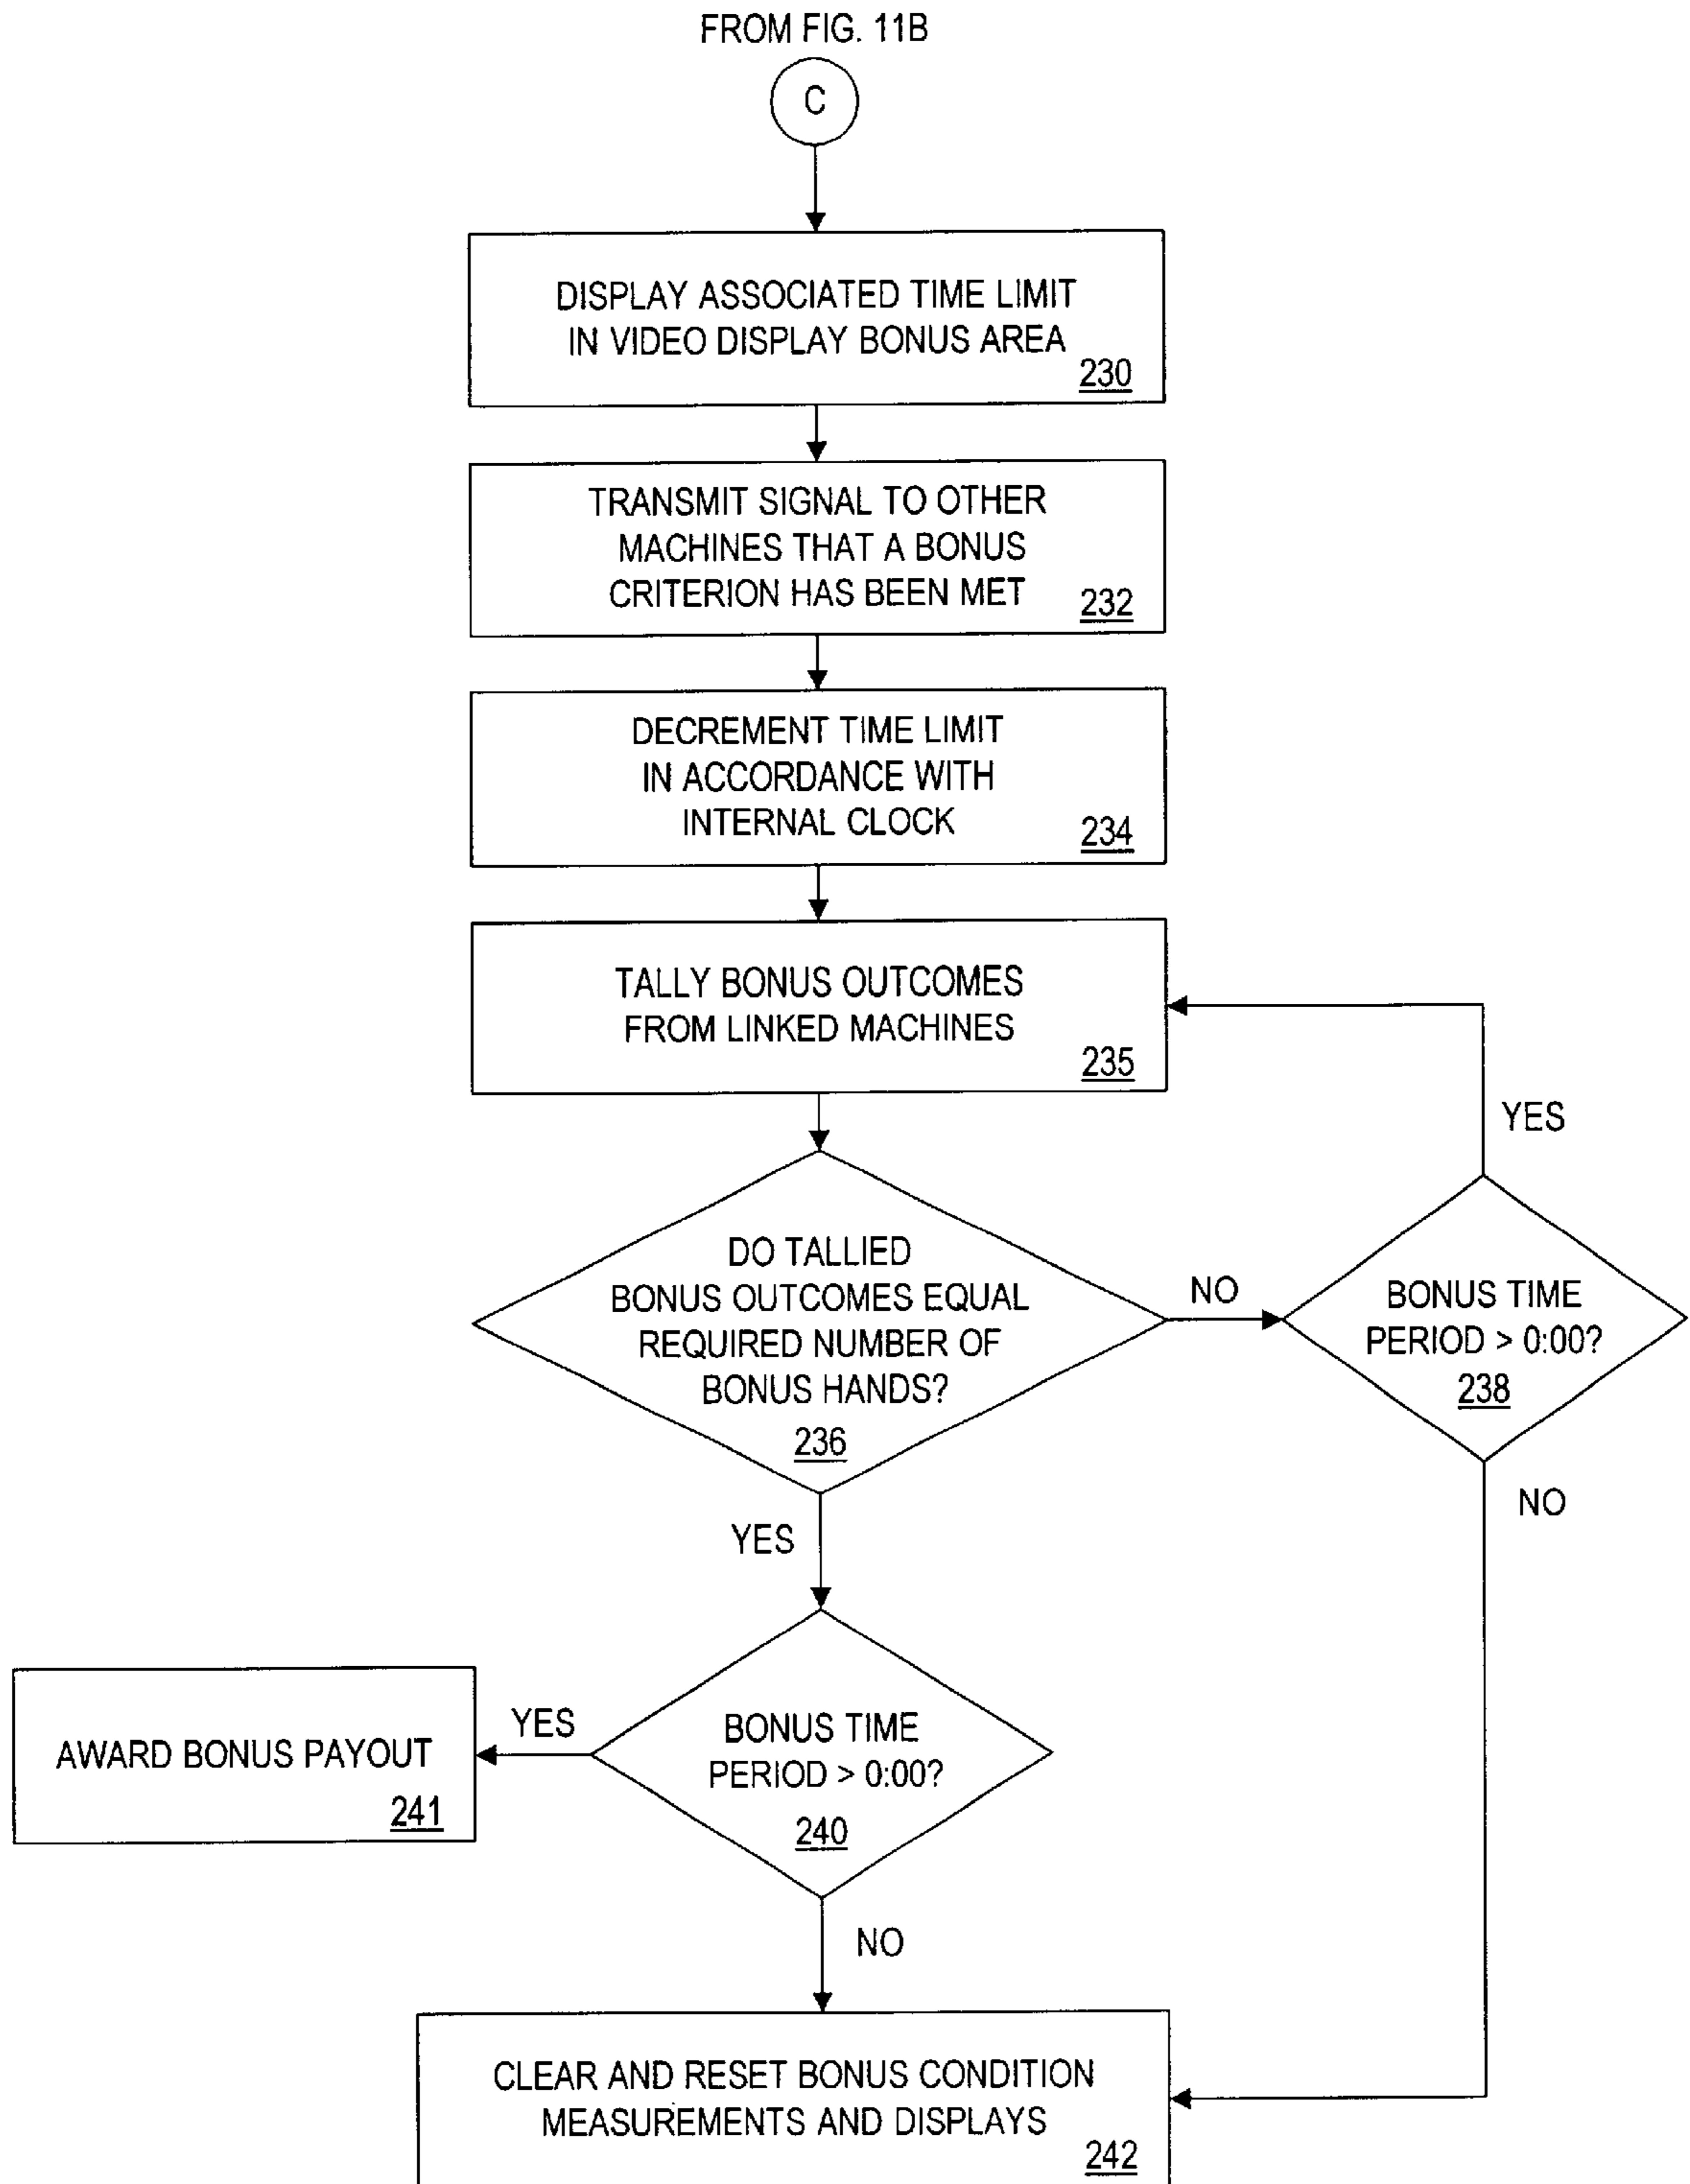 FROM FIG. 11B
C
DISPLAY ASSOCIATED TIME LIMIT
IN VIDEO DISPLAY BONUS AREA
230
TRANSMIT SIGNAL TO OTHER
MACHINES THAT A BONUS
CRITERION HAS BEEN MET
232
DECREMENT TIME LIMIT
IN ACCORDANCE WITH
INTERNAL CLOCK
234
TALLY BONUS OUTCOMES
FROM LINKED MACHINES
235
YES
DO TALLIED
BONUS OUTCOMES EQUAL
REQUIRED NUMBER OF
BONUS HANDS?
236
NO
BONUS TIME
PERIOD > 0:00?
238
NO
YES
BONUS TIME
PERIOD > 0:00?
240
YES
AWARD BONUS PAYOUT
241
NO
CLEAR AND RESET BONUS CONDITION
MEASUREMENTS AND DISPLAYS
242